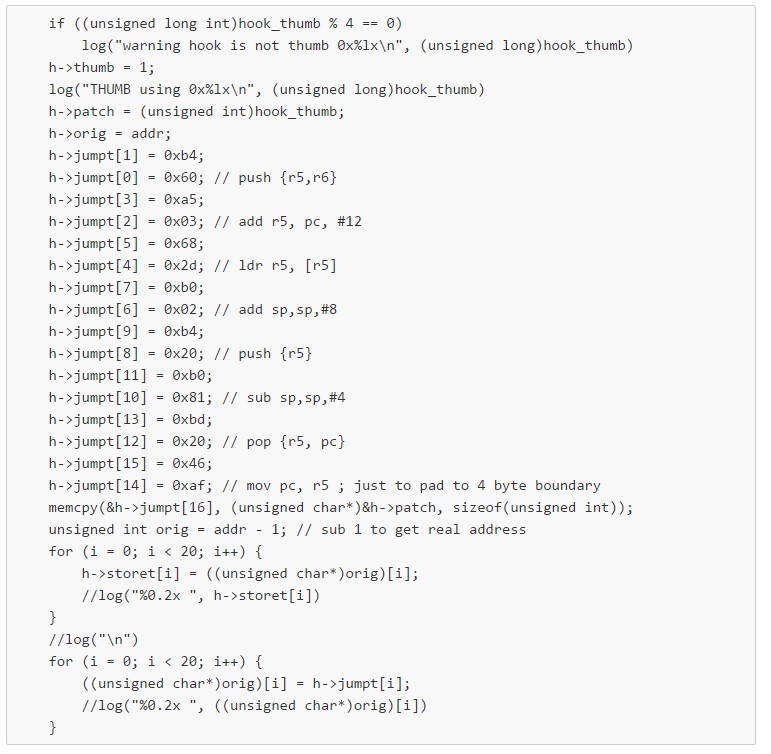 if ((unsigned long int)hook_thumb % 4 == 0)
    log("warning hook is not thumb 0x%lx\n", (unsigned long)hook_thumb)
h->thumb = 1;
log("THUMB using 0x%lx\n", (unsigned long)hook_thumb)
h->patch = (unsigned int)hook_thumb;
h->orig = addr;
h->jumpt[1] = 0xb4;
h->jumpt[0] = 0x60; // push {r5,r6}
h->jumpt[3] = 0xa5;
h->jumpt[2] = 0x03; // add r5, pc, #12
h->jumpt[5] = 0x68;
h->jumpt[4] = 0x2d; // ldr r5, [r5]
h->jumpt[7] = 0xb0;
h->jumpt[6] = 0x02; // add sp,sp,#8
h->jumpt[9] = 0xb4;
h->jumpt[8] = 0x20; // push {r5}
h->jumpt[11] = 0xb0;
h->jumpt[10] = 0x81; // sub sp,sp,#4
h->jumpt[13] = 0xbd;
h->jumpt[12] = 0x20; // pop {r5, pc}
h->jumpt[15] = 0x46;
h->jumpt[14] = 0xaf; // mov pc, r5 ; just to pad to 4 byte boundary
memcpy(&h->jumpt[16], (unsigned char*)&h->patch, sizeof(unsigned int));
unsigned int orig = addr - 1; // sub 1 to get real address
for (i = 0; i < 20; i++) {
    h->storet[i] = ((unsigned char*)orig)[i];
    //log("%0.2x ", h->storet[i])
}
//log("\n")
for (i = 0; i < 20; i++) {
    ((unsigned char*)orig)[i] = h->jumpt[i];
    //log("%0.2x ", ((unsigned char*)orig)[i])
}